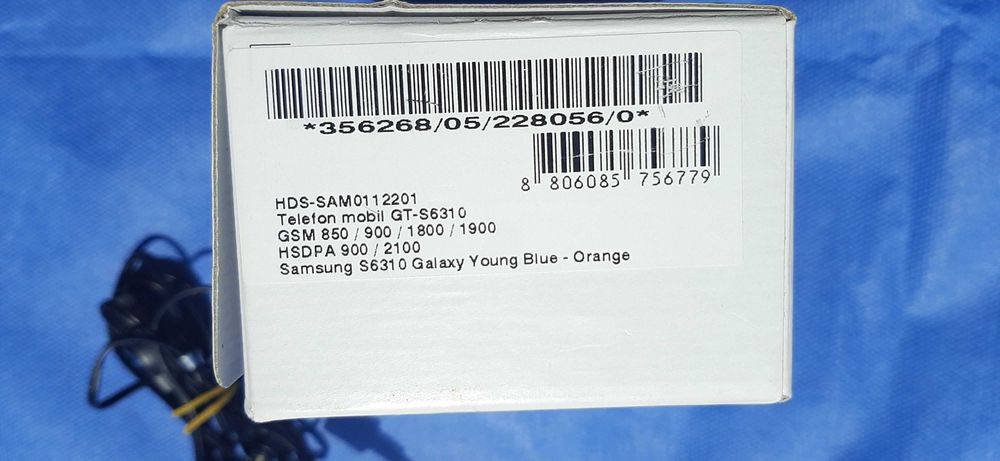 *356268/05/228056/0*
8 806085 756779
HDS-SAM0112201
Telefon mobil GT-S6310
GSM 850 / 900 / 1800 / 1900
HSDPA 900 / 2100
Samsung S6310 Galaxy Young Blue - Orange